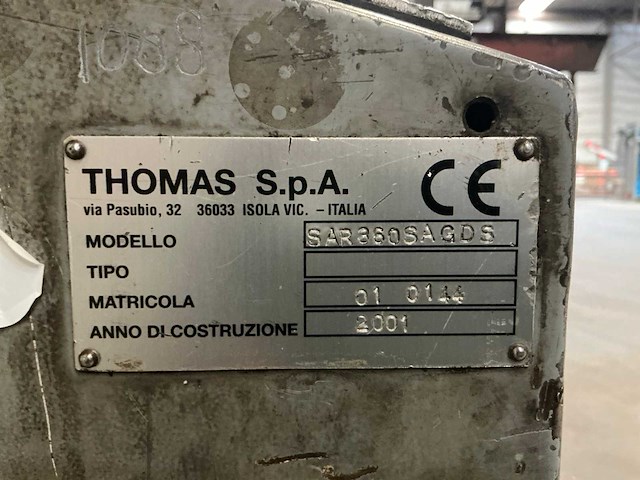 1088
THOMAS S.p.A. CE
via Pasubio, 32 36033 ISOLA VIC. – ITALIA
MODELLO SAR380SAGDS
TIPO
MATRICOLA 01 0144
ANNO DI COSTRUZIONE 2001